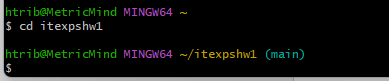 htrib@MetricMind MINGW64 ~
$ cd itexpshw1
htrib@MetricMind MINGW64 ~/itexpshw1 (main)
$